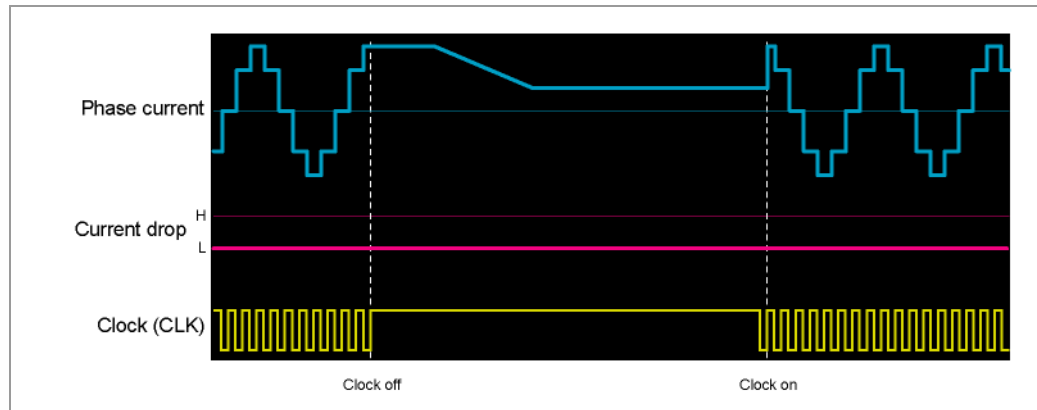 Phase current
H
Current drop
L
Clock (CLK)
Clock off
Clock on